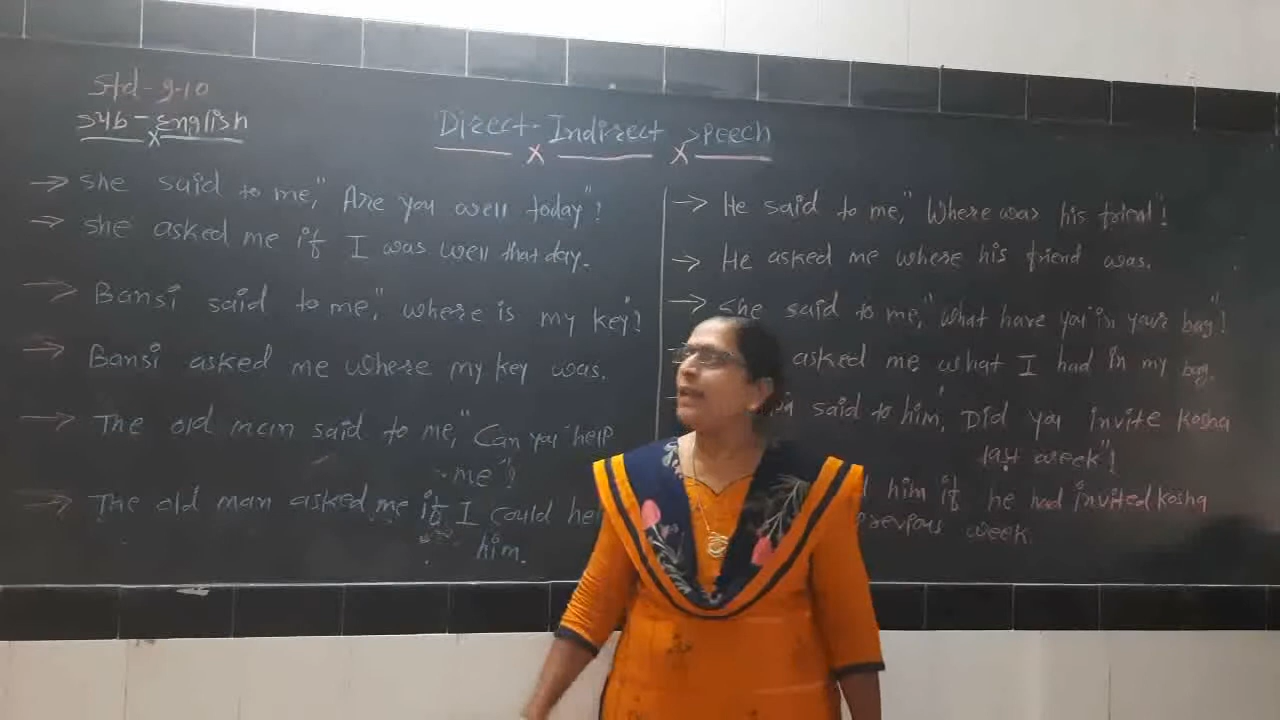 Std - 9-10
Sub - English
Direct - Indirect Speech
→ She said to me, "Are you well today"?
→ She asked me if I was well that day.
→ Bansi said to me, "where is my key"?
→ Bansi asked me where my key was.
→ The old man said to me, "Can you help
me"?
→ The old man asked me if I could he
him.
→ He said to me, "Where was his friend"?
→ He asked me where his friend was.
→ She said to me, "What have you in your bag"?
asked me what I had in my bag.
said to him, Did you invite Kosha
last week"?
him if he had invited Kosha
previous week.